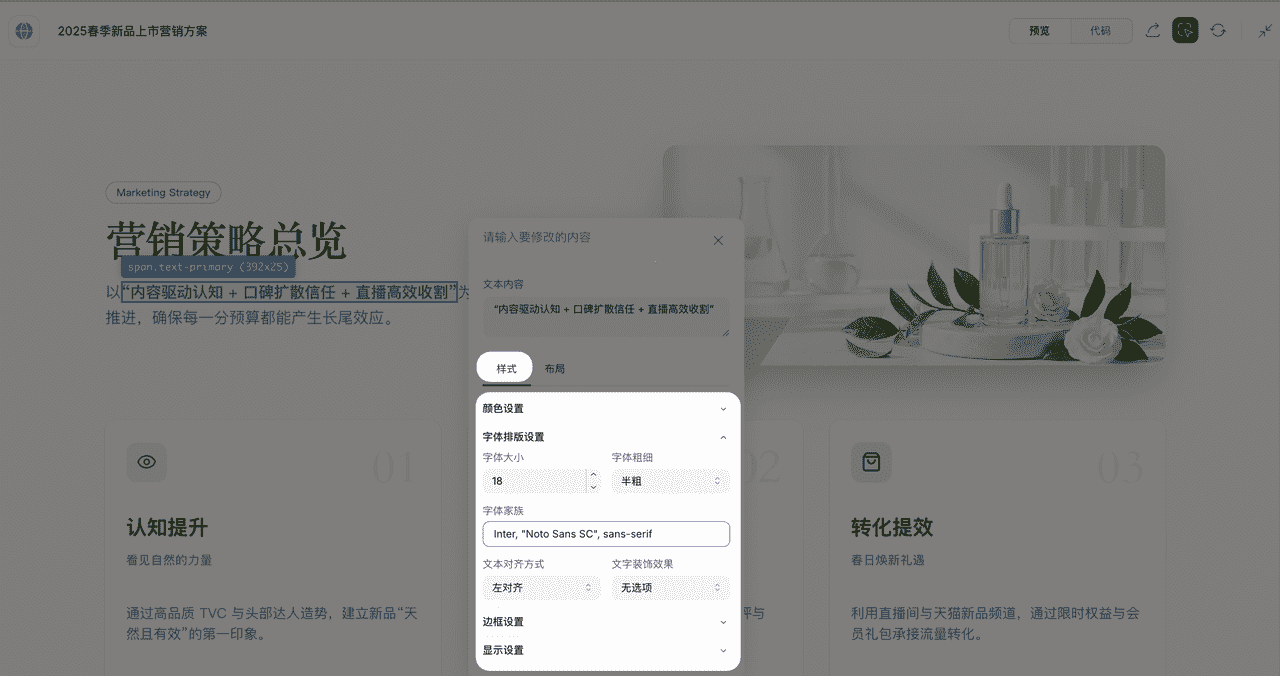 2025春季新品上市营销方案
预览
代码
Marketing Strategy
营销策略总览
span.text-primary (392x25)
以“内容驱动认知 + 口碑扩散信任 + 直播高效收割”为
推进，确保每一分预算都能产生长尾效应。
请输入要修改的内容
文本内容
“内容驱动认知 + 口碑扩散信任 + 直播高效收割”
样式
布局
颜色设置
字体排版设置
字体大小
字体粗细
18
半粗
字体家族
Inter, "Noto Sans SC", sans-serif
文本对齐方式
文字装饰效果
左对齐
无选项
边框设置
显示设置
01
认知提升
看见自然的力量
通过高品质 TVC 与头部达人造势，建立新品“天
然且有效”的第一印象。
02
与
03
转化提效
春日焕新礼遇
利用直播间与天猫新品频道，通过限时权益与会
员礼包承接流量转化。